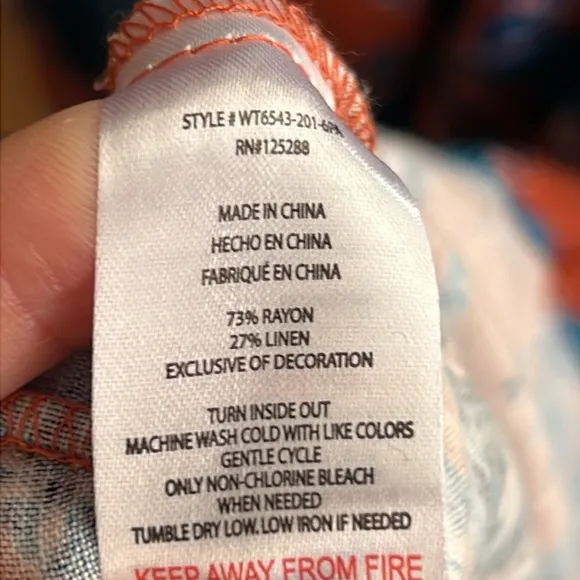 STYLE # WT6543-201-6PA
RN#125288
MADE IN CHINA
HECHO EN CHINA
FABRIQUÉ EN CHINA
73% RAYON
27% LINEN
EXCLUSIVE OF DECORATION
TURN INSIDE OUT
MACHINE WASH COLD WITH LIKE COLORS
GENTLE CYCLE
ONLY NON-CHLORINE BLEACH
WHEN NEEDED
TUMBLE DRY LOW. LOW IRON IF NEEDED
KEEP AWAY FROM FIRE